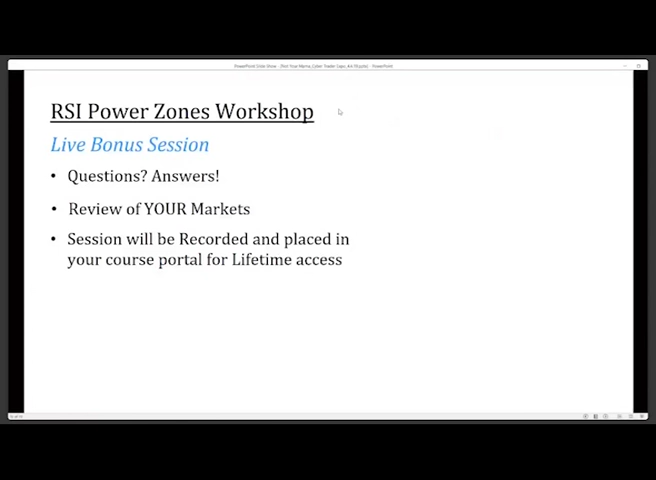 RSI Power Zones Workshop
Live Bonus Session
• Questions? Answers!
• Review of YOUR Markets
• Session will be Recorded and placed in
your course portal for Lifetime access